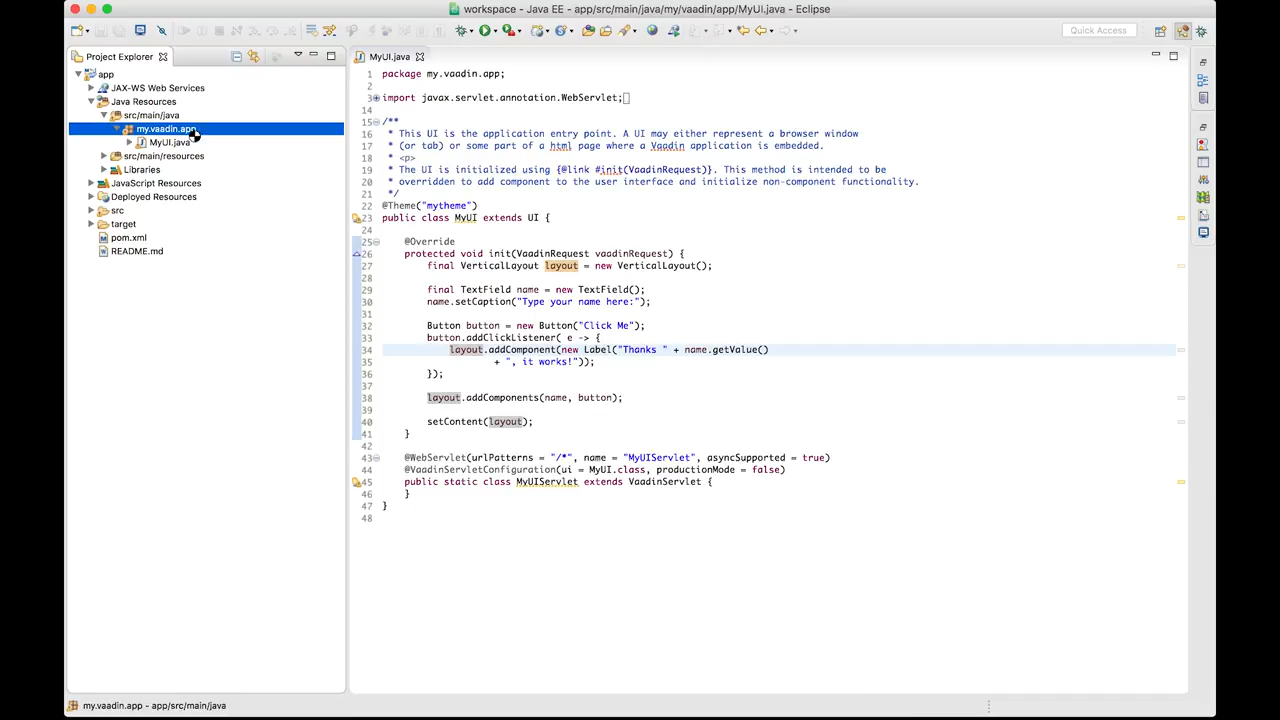 workspace - Java EE - app/src/main/java/my/vaadin/app/MyUI.java - Eclipse
Quick Access
Project Explorer
app
JAX-WS Web Services
Java Resources
src/main/java
my.vaadin.app
MyUI.java
src/main/resources
Libraries
JavaScript Resources
Deployed Resources
src
target
pom.xml
README.md
MyUI.java
1 package my.vaadin.app;
2
3 import javax.servlet.annotation.WebServlet;
14
15 /**
16 * This UI is the application entry point. A UI may either represent a browser window
17 * (or tab) or some part of a html page where a Vaadin application is embedded.
18 * <p>
19 * The UI is initialized using {@link #init(VaadinRequest)}. This method is intended to be
20 * overridden to add component to the user interface and initialize non-component functionality.
21 */
22 @Theme("mytheme")
23 public class MyUI extends UI {
24
25 @Override
26 protected void init(VaadinRequest vaadinRequest) {
27 final VerticalLayout layout = new VerticalLayout();
28
29 final TextField name = new TextField();
30 name.setCaption("Type your name here:");
31
32 Button button = new Button("Click Me");
33 button.addClickListener( e -> {
34 layout.addComponent(new Label("Thanks " + name.getValue()
35 + ", it works!"));
36 });
37
38 layout.addComponents(name, button);
39
40 setContent(layout);
41 }
42
43 @WebServlet(urlPatterns = "/*", name = "MyUIServlet", asyncSupported = true)
44 @VaadinServletConfiguration(ui = MyUI.class, productionMode = false)
45 public static class MyUIServlet extends VaadinServlet {
46 }
47 }
48
my.vaadin.app - app/src/main/java